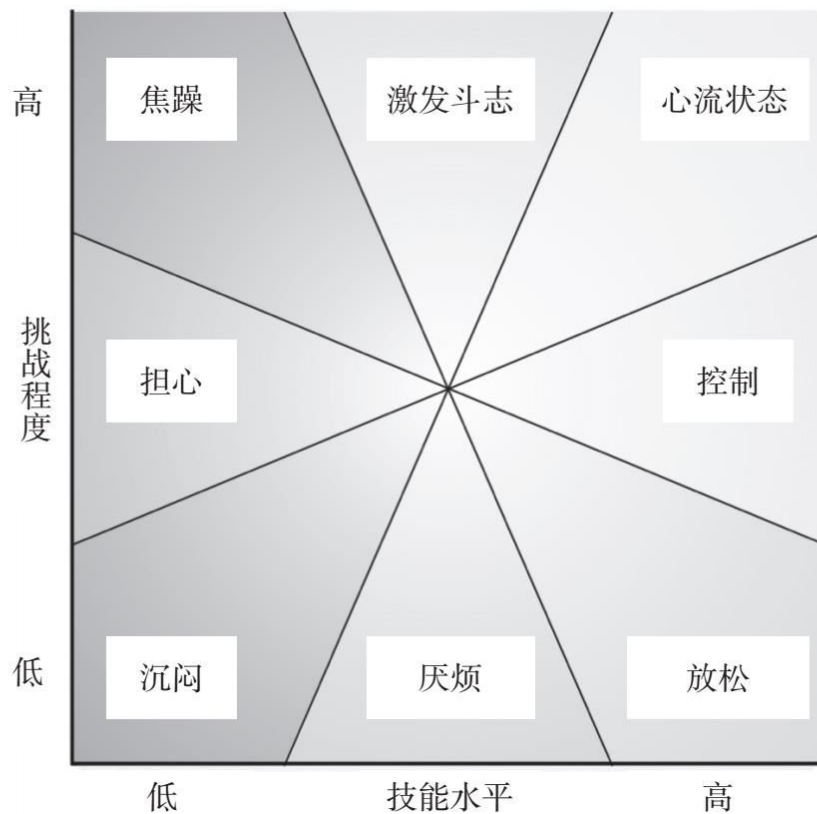 高
焦躁
激发斗志
心流状态
挑战程度
担心
控制
低
沉闷
厌烦
放松
低
技能水平
高